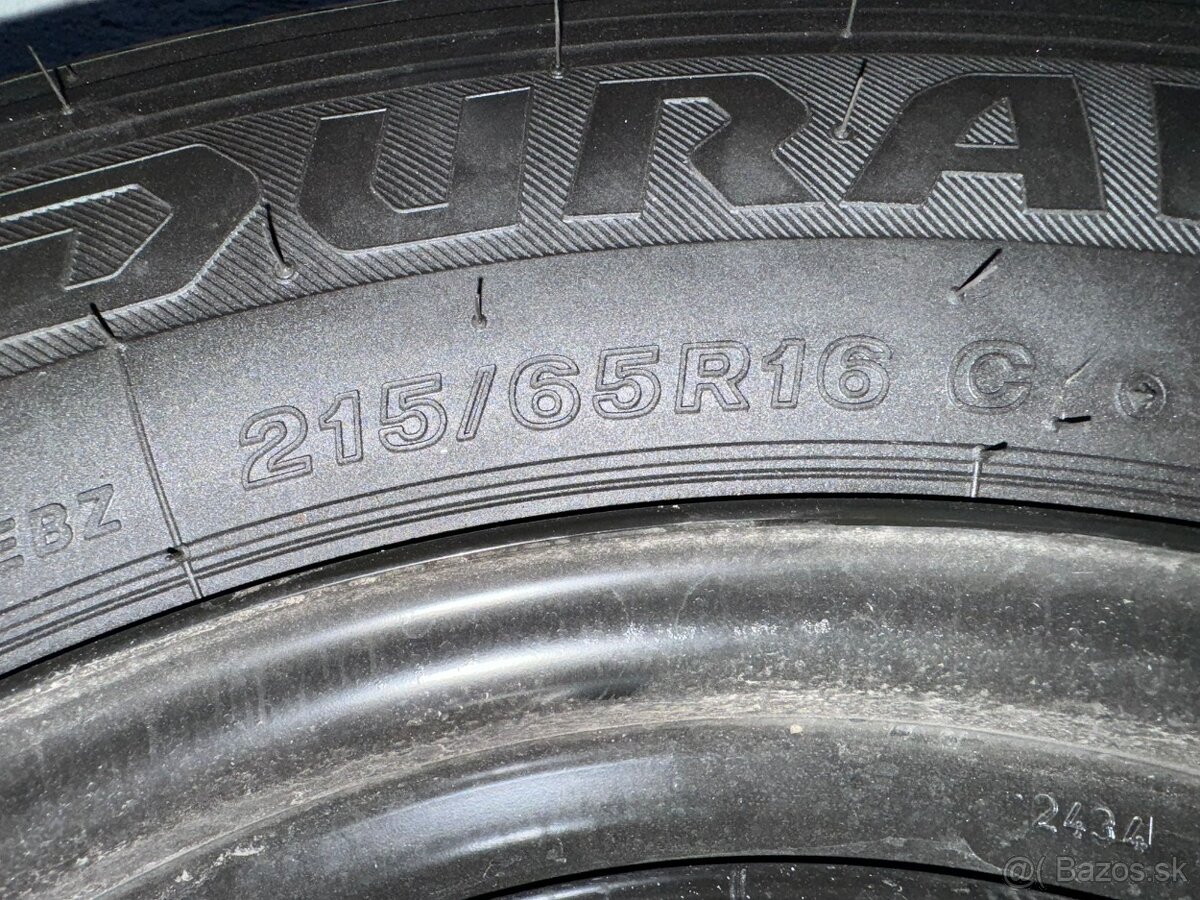 DURA
215/65R16 C
EBZ
2434
@( Bazos.sk